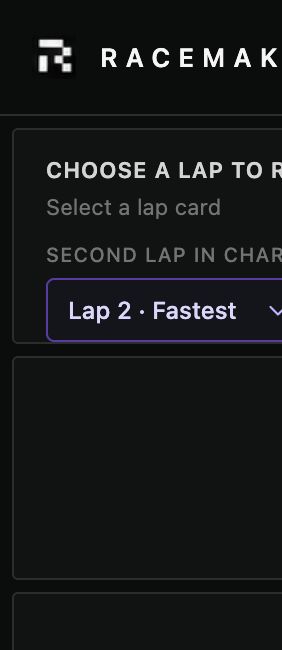 RACEMAK
CHOOSE A LAP TO R
Select a lap card
SECOND LAP IN CHAR
Lap 2 · Fastest